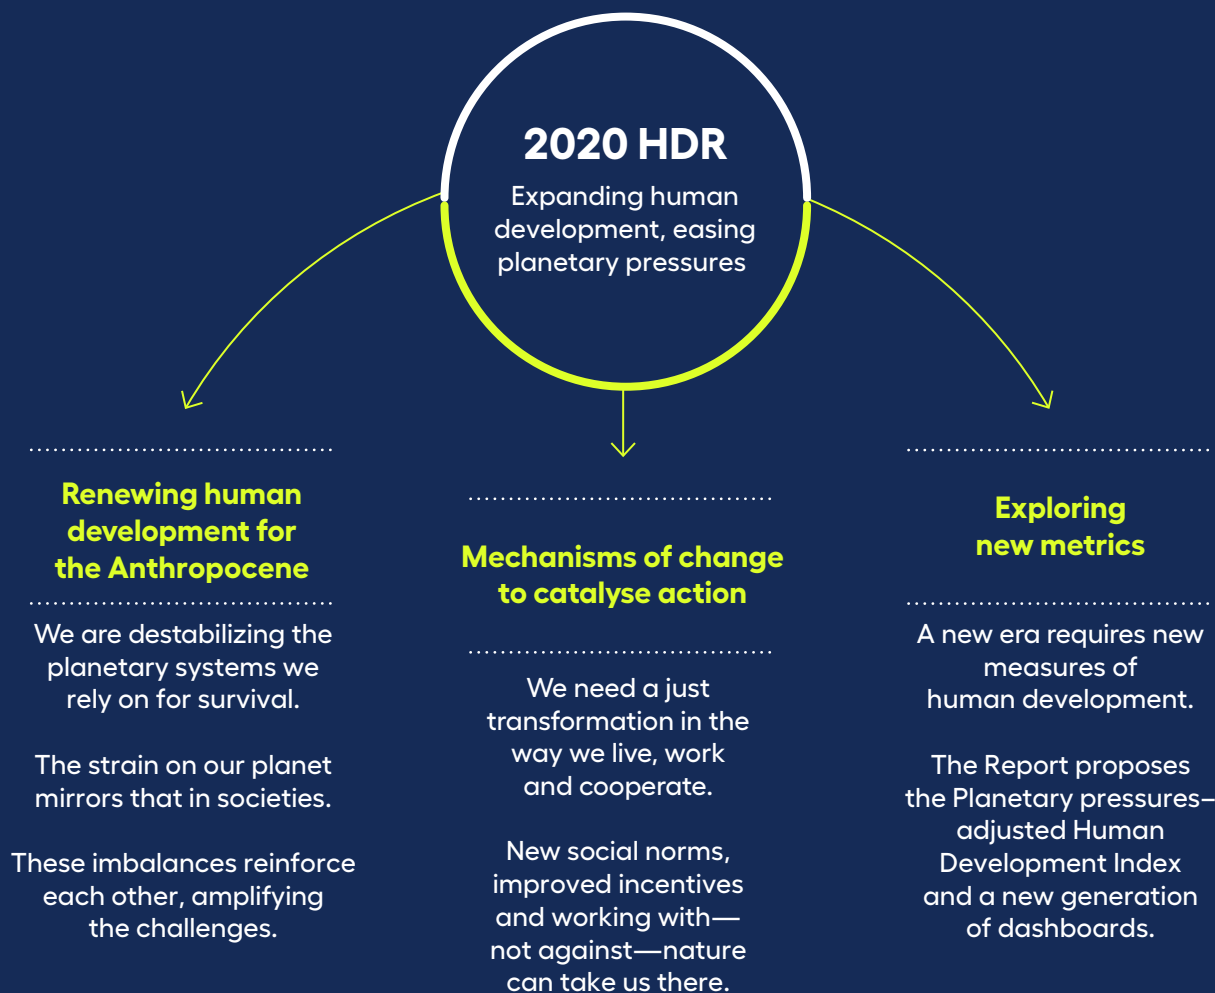 2020 HDR
Expanding human
development, easing
planetary pressures
Renewing human
development for
the Anthropocene
We are destabilizing the
planetary systems we
rely on for survival.
The strain on our planet
mirrors that in societies.
These imbalances reinforce
each other, amplifying
the challenges.
Mechanisms of change
to catalyse action
We need a just
transformation in the
way we live, work
and cooperate.
New social norms,
improved incentives
and working with—
not against—nature
can take us there.
Exploring
new metrics
A new era requires new
measures of
human development.
The Report proposes
the Planetary pressures–
adjusted Human
Development Index
and a new generation
of dashboards.